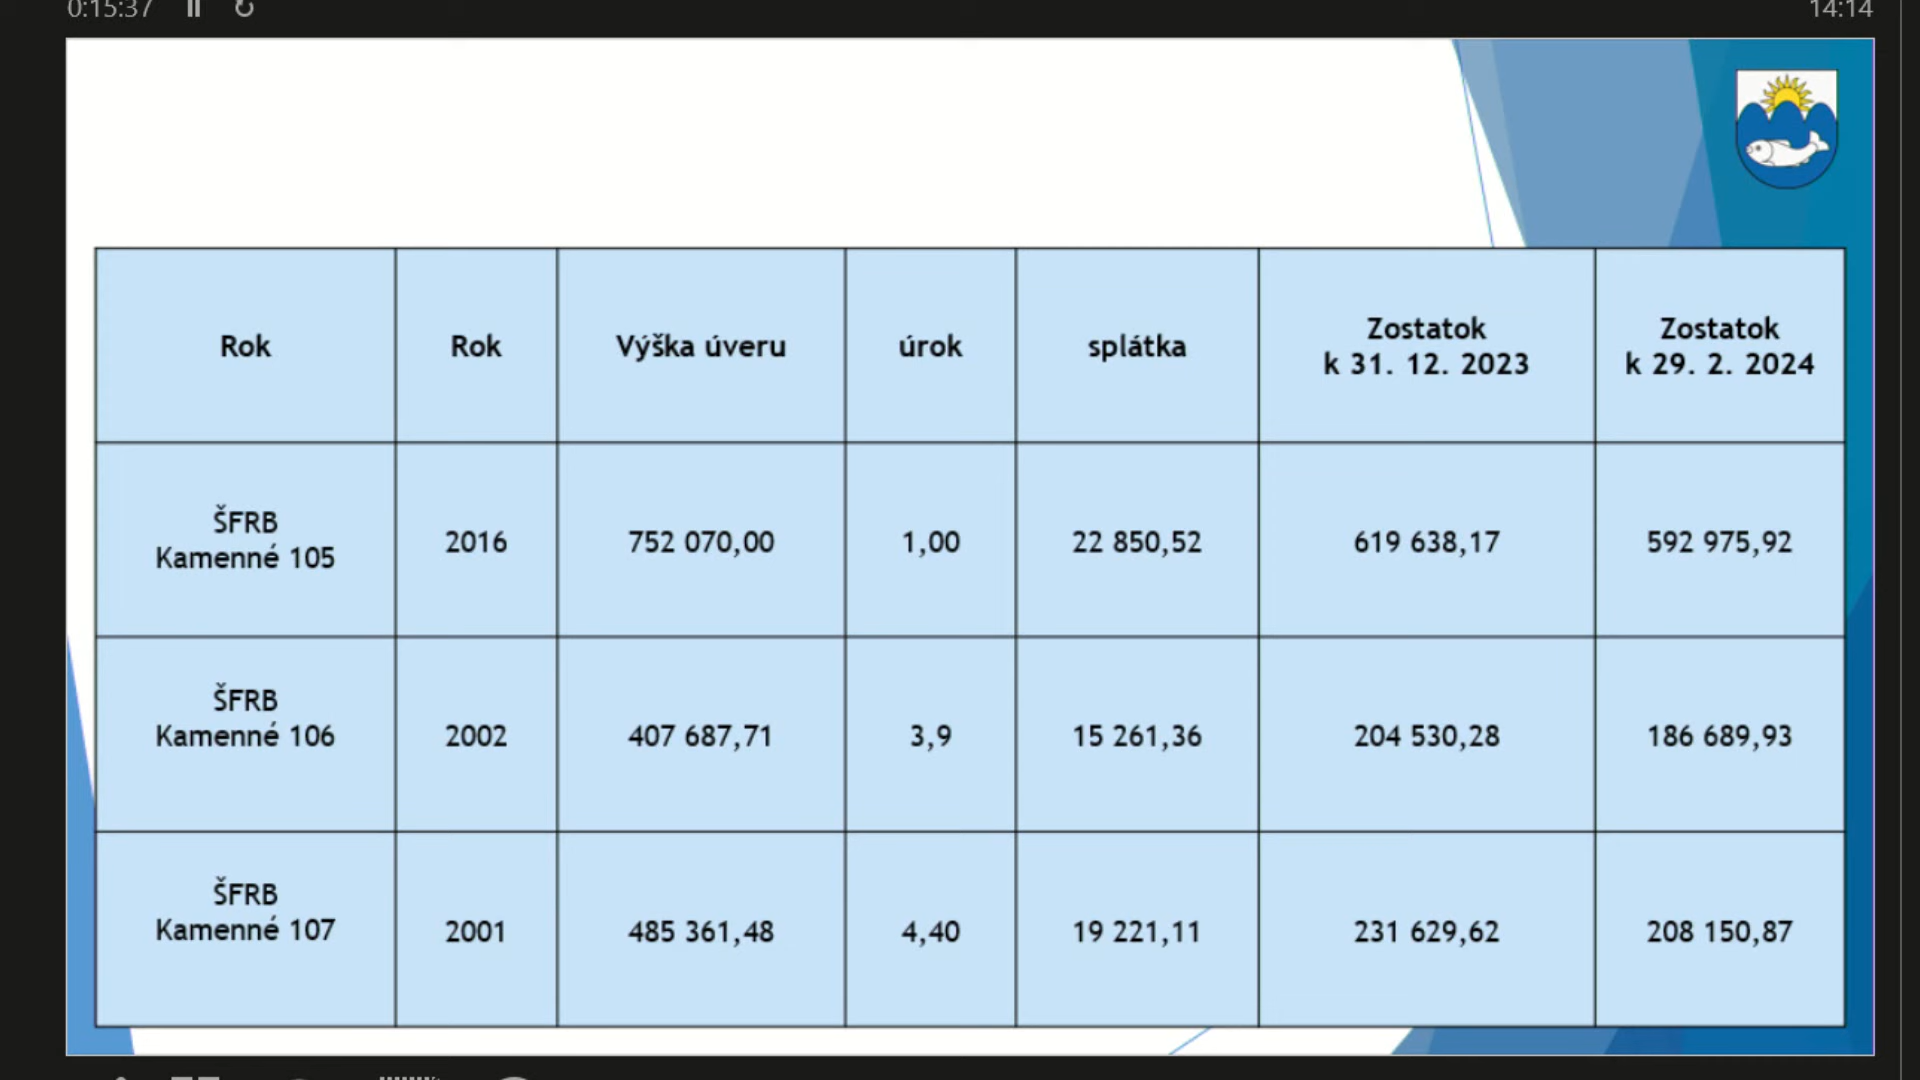 0:15:37
14:14
Rok
Rok
Výška úveru
úrok
splátka
Zostatok
k 31. 12. 2023
Zostatok
k 29. 2. 2024
ŠFRB
Kamenné 105
2016
752 070,00
1,00
22 850,52
619 638,17
592 975,92
ŠFRB
Kamenné 106
2002
407 687,71
3,9
15 261,36
204 530,28
186 689,93
ŠFRB
Kamenné 107
2001
485 361,48
4,40
19 221,11
231 629,62
208 150,87